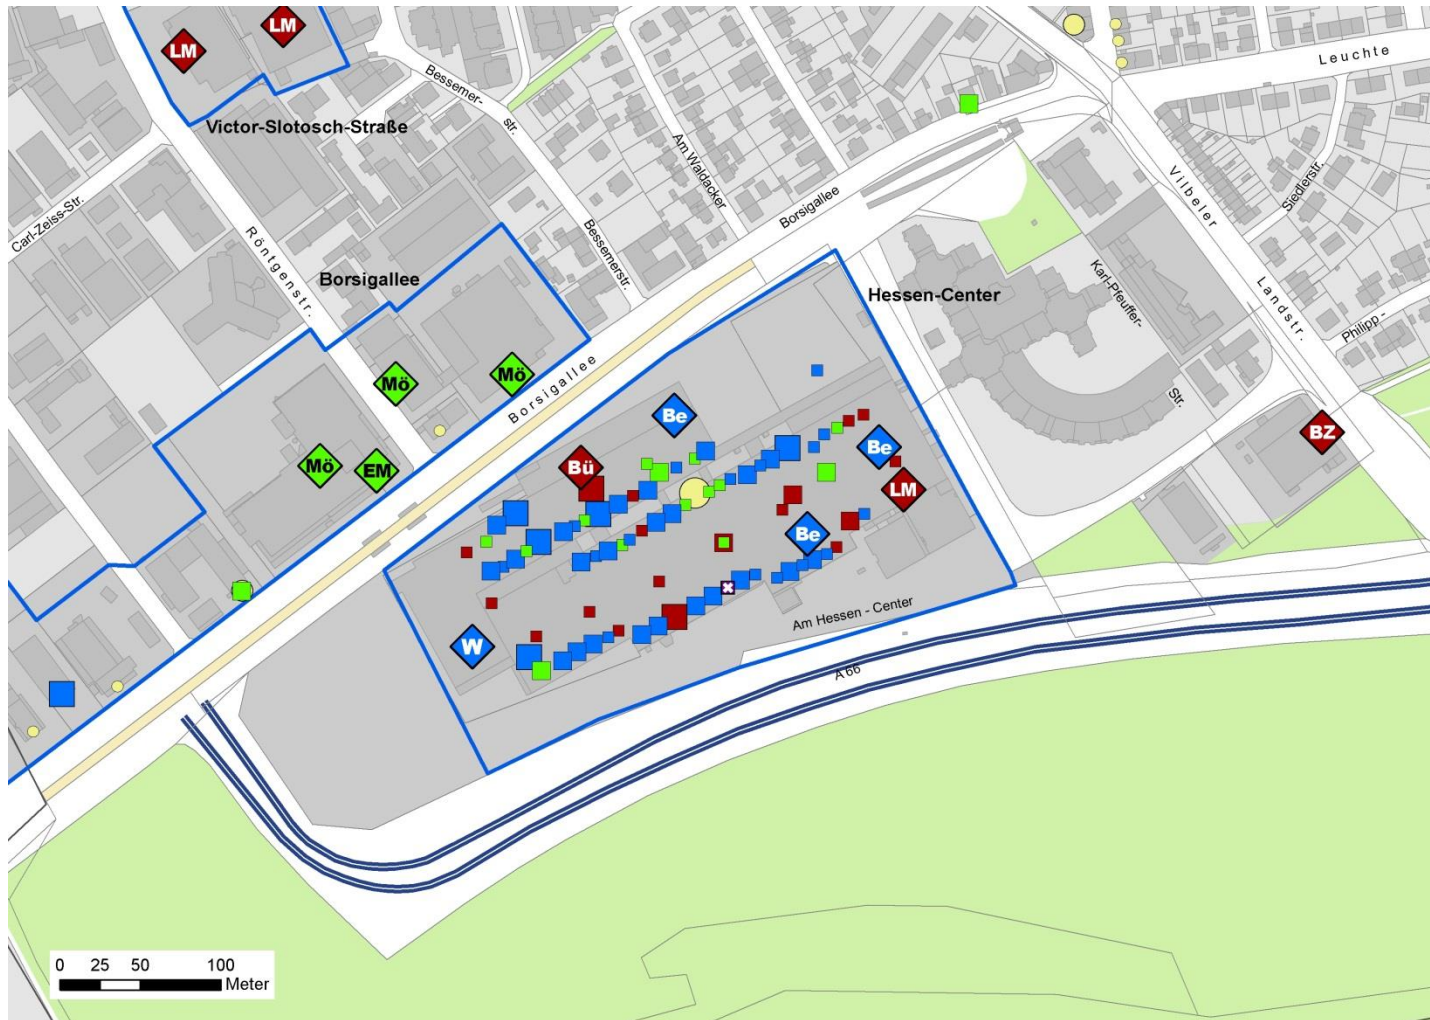 LM
LM
Leuchte
Bessemer-
str.
Victor-Slotosch-Straße
Am Waldacker
Vilbeler
Siedlerstr.
Carl-Zeiss-Str.
Borsigallee
Röntgenstr.
Bessemerstr.
Borsigallee
Hessen-Center
Karl-Pfeuffer-
Landstr.
Philipp-
Mö
Mö
Borsigallee
Str.
Be
BZ
Be
Mö
EM
Bü
LM
Be
Am Hessen - Center
W
A 66
0 25 50 100
Meter